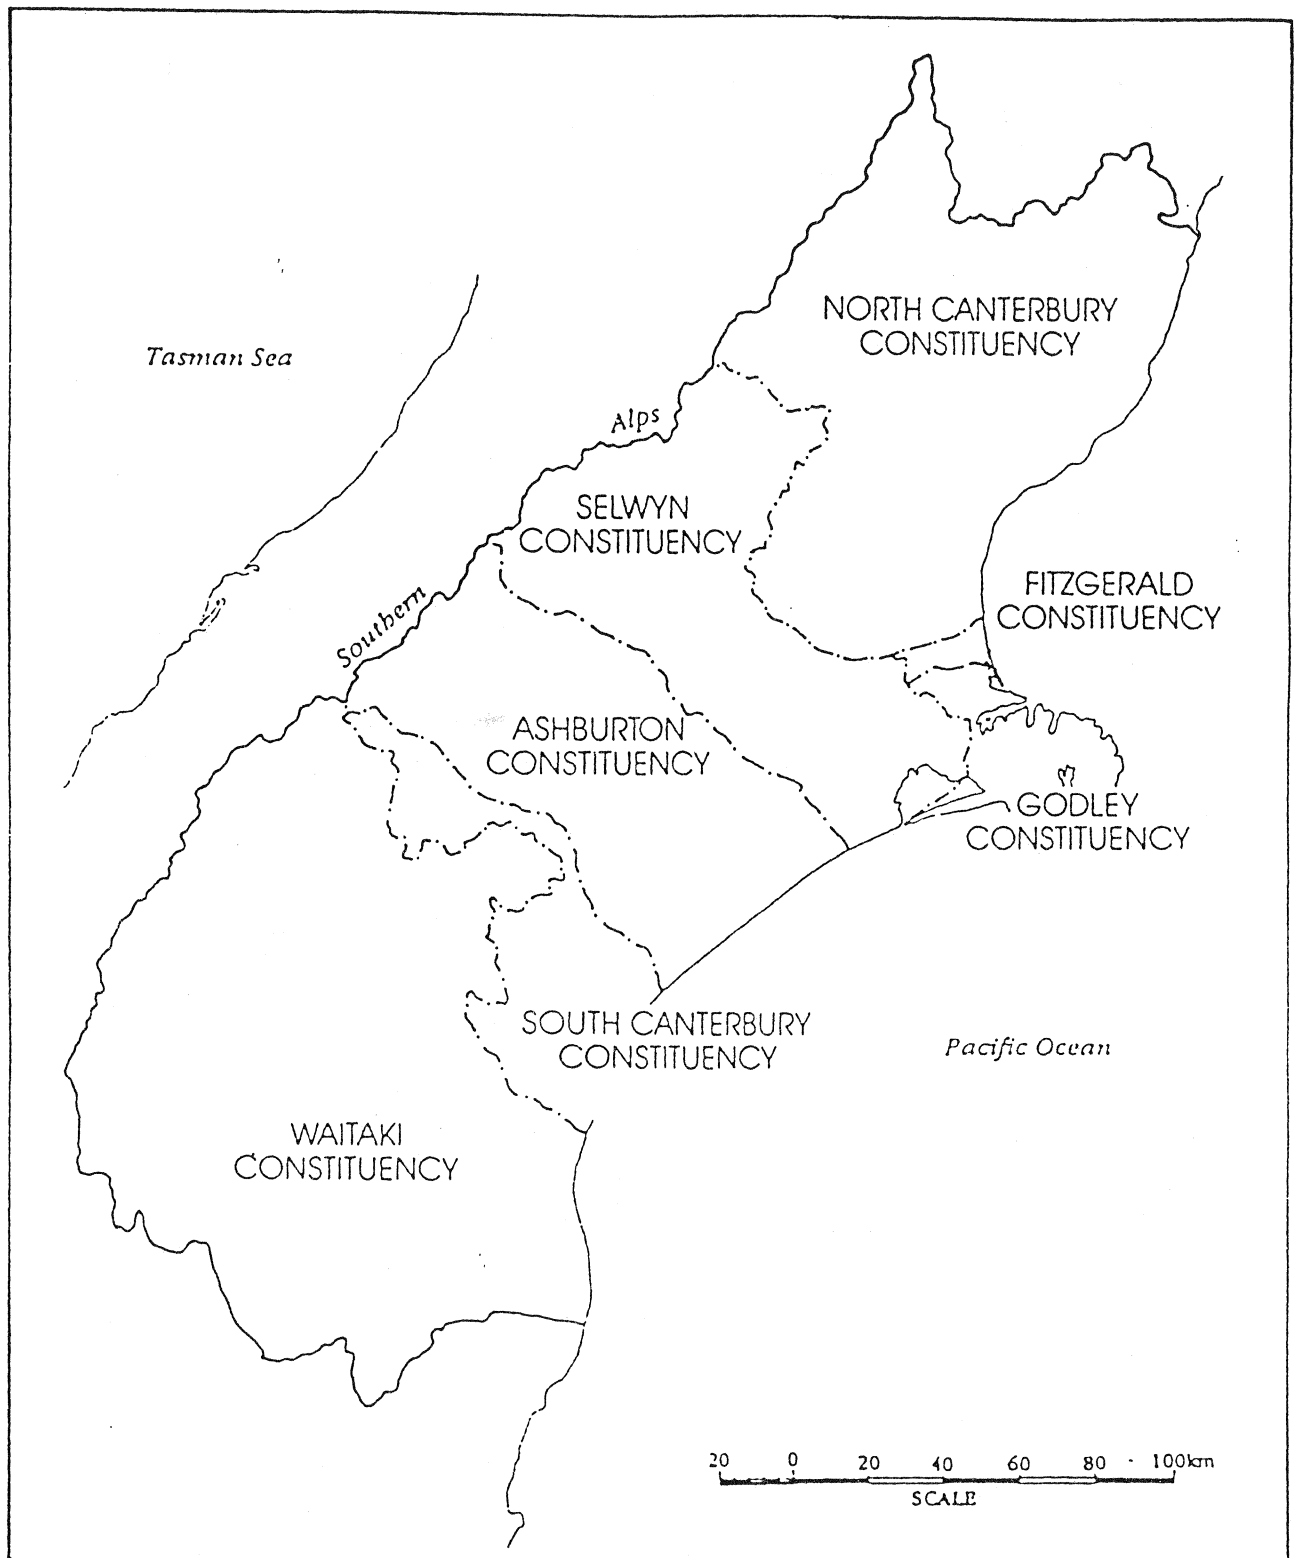 NORTH CANTERBURY
CONSTITUENCY
Tasman Sea
Alps
SELWYN
CONSTITUENCY
FITZGERALD
CONSTITUENCY
Southern
ASHBURTON
CONSTITUENCY
GODLEY
CONSTITUENCY
SOUTH CANTERBURY
CONSTITUENCY
Pacific Ocean
WAITAKI
CONSTITUENCY
20 0 20 40 60 80 100km
SCALE